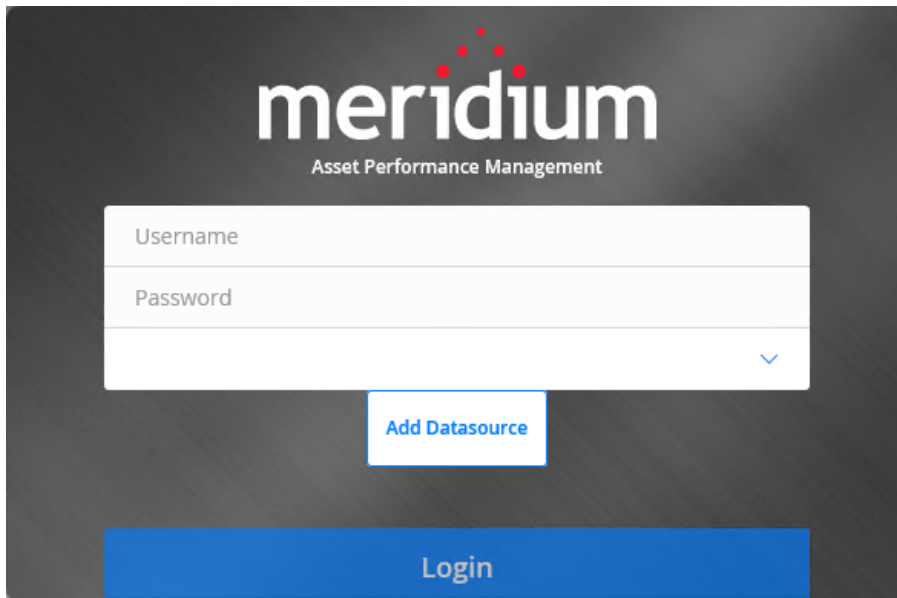 meridium
Asset Performance Management
Username
Password
Add Datasource
Login